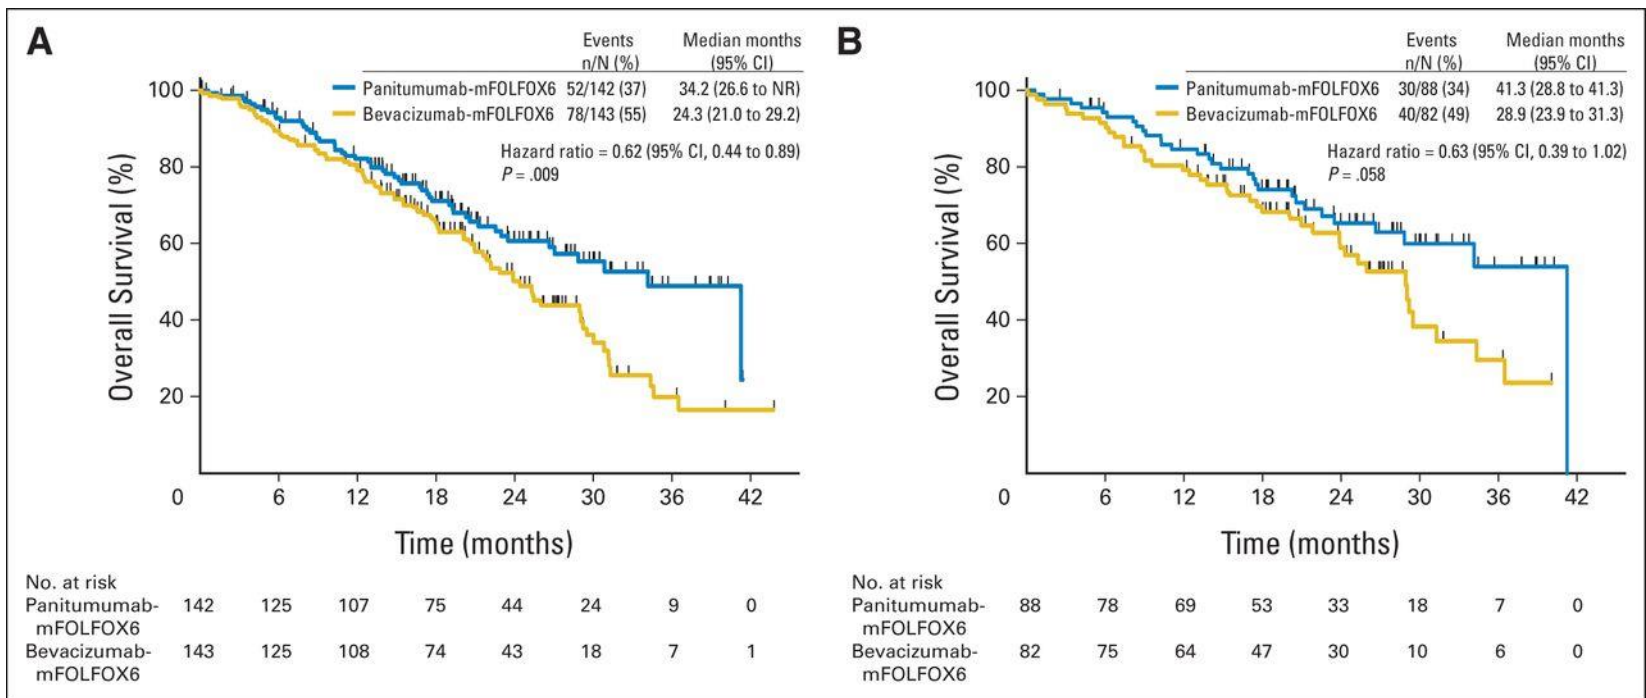 A
Events Median months
n/N (%) (95% CI)
Panitumumab-mFOLFOX6 52/142 (37) 34.2 (26.6 to NR)
Bevacizumab-mFOLFOX6 78/143 (55) 24.3 (21.0 to 29.2)
Hazard ratio = 0.62 (95% CI, 0.44 to 0.89)
P = .009
Overall Survival (%)
100
80
60
40
20
0 6 12 18 24 30 36 42
Time (months)
No. at risk
Panitumumab- 142 125 107 75 44 24 9 0
mFOLFOX6
Bevacizumab- 143 125 108 74 43 18 7 1
mFOLFOX6
B
Events Median months
n/N (%) (95% CI)
Panitumumab-mFOLFOX6 30/88 (34) 41.3 (28.8 to 41.3)
Bevacizumab-mFOLFOX6 40/82 (49) 28.9 (23.9 to 31.3)
Hazard ratio = 0.63 (95% CI, 0.39 to 1.02)
P = .058
Overall Survival (%)
100
80
60
40
20
0 6 12 18 24 30 36 42
Time (months)
No. at risk
Panitumumab- 88 78 69 53 33 18 7 0
mFOLFOX6
Bevacizumab- 82 75 64 47 30 10 6 0
mFOLFOX6